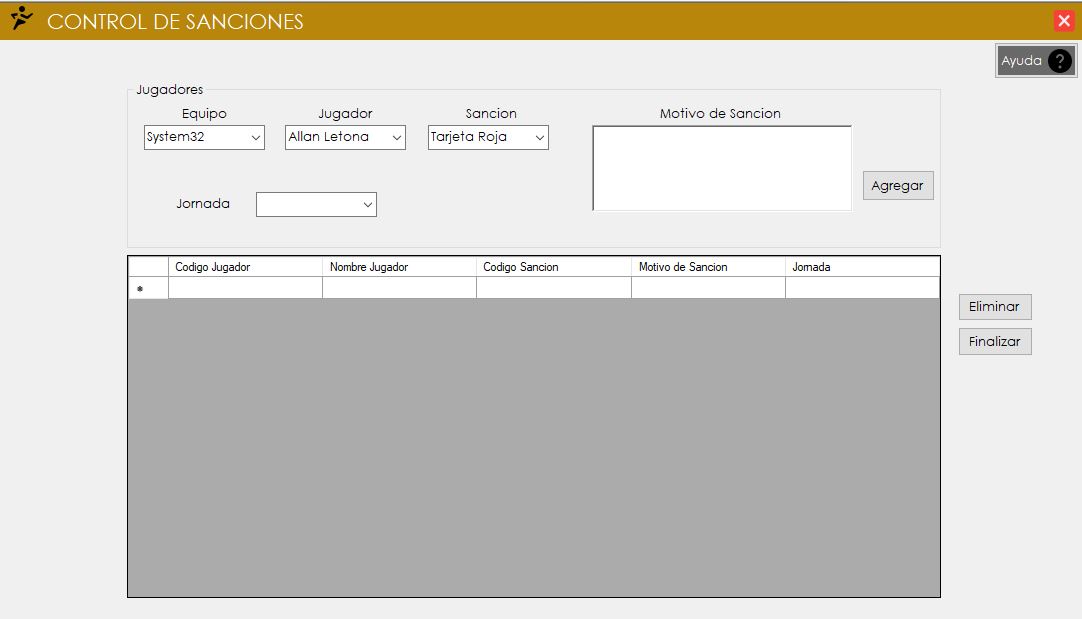 CONTROL DE SANCIONES
Ayuda ?
Jugadores
Equipo Jugador Sancion Motivo de Sancion
System32 Allan Letona Tarjeta Roja
Agregar
Jornada
Codigo Jugador Nombre Jugador Codigo Sancion Motivo de Sancion Jornada
*
Eliminar
Finalizar